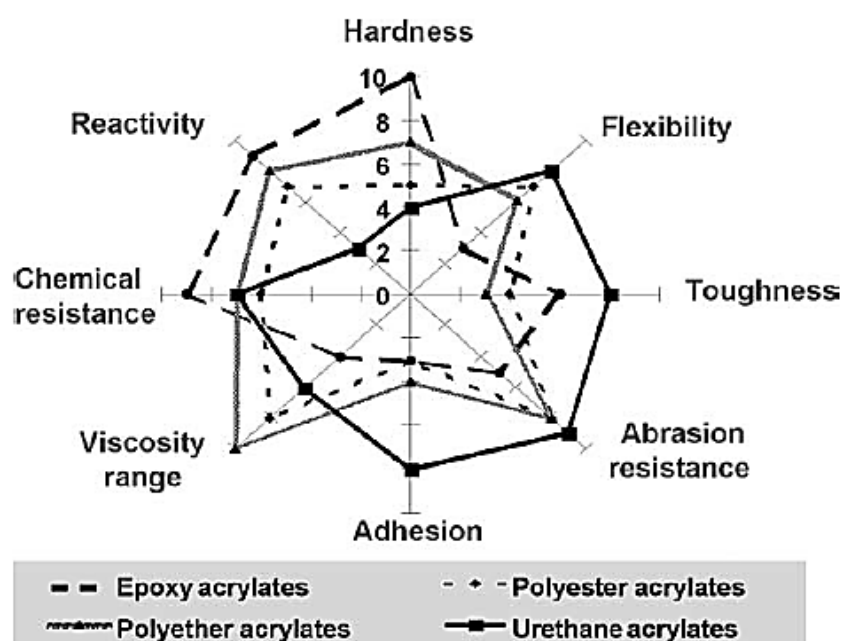 Hardness
10
Reactivity
Flexibility
8
6
4
2
Chemical
resistance
0
Toughness
Viscosity
range
Abrasion
resistance
Adhesion
Epoxy acrylates
Polyester acrylates
Polyether acrylates
Urethane acrylates